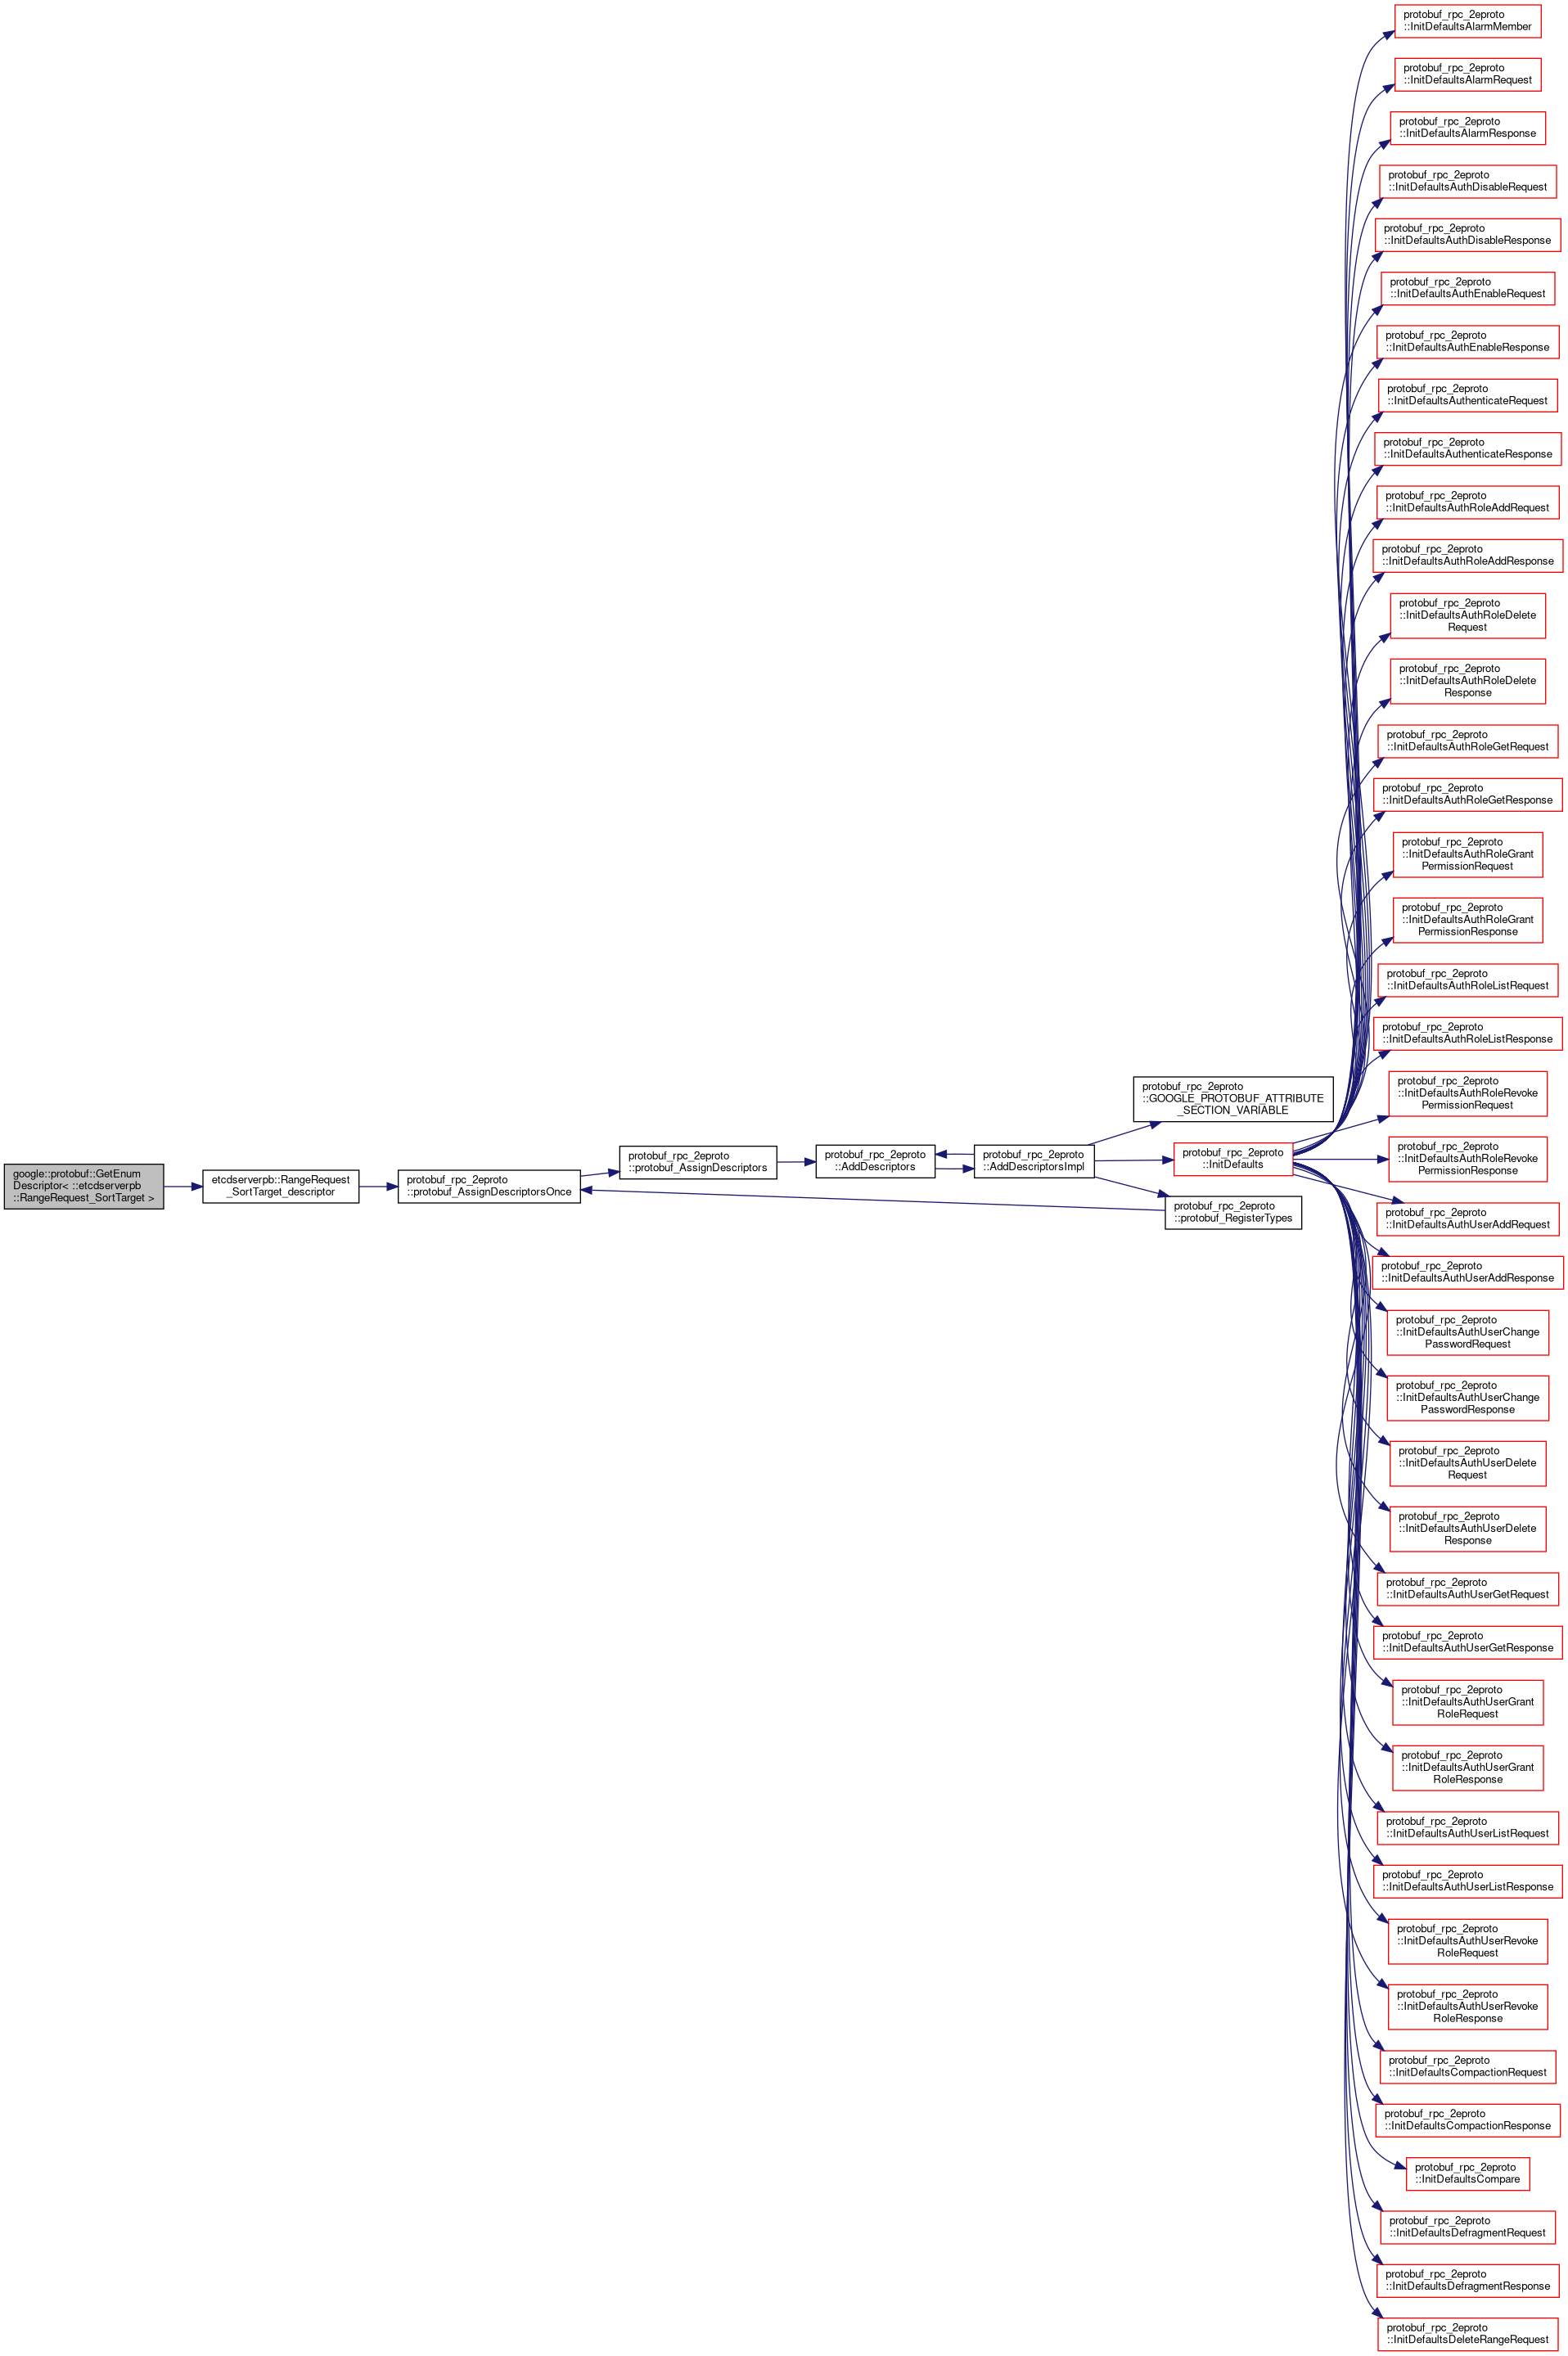 google::protobuf::GetEnum
Descriptor< ::etcdserverpb
::RangeRequest_SortTarget >
etcdserverpb::RangeRequest
_SortTarget_descriptor
protobuf_rpc_2eproto
::protobuf_AssignDescriptorsOnce
protobuf_rpc_2eproto
::protobuf_AssignDescriptors
protobuf_rpc_2eproto
::AddDescriptors
protobuf_rpc_2eproto
::AddDescriptorsImpl
protobuf_rpc_2eproto
::GOOGLE_PROTOBUF_ATTRIBUTE
_SECTION_VARIABLE
protobuf_rpc_2eproto
::InitDefaults
protobuf_rpc_2eproto
::protobuf_RegisterTypes
protobuf_rpc_2eproto
::InitDefaultsAlarmMember
protobuf_rpc_2eproto
::InitDefaultsAlarmRequest
protobuf_rpc_2eproto
::InitDefaultsAlarmResponse
protobuf_rpc_2eproto
::InitDefaultsAuthDisableRequest
protobuf_rpc_2eproto
::InitDefaultsAuthDisableResponse
protobuf_rpc_2eproto
::InitDefaultsAuthEnableRequest
protobuf_rpc_2eproto
::InitDefaultsAuthEnableResponse
protobuf_rpc_2eproto
::InitDefaultsAuthenticateRequest
protobuf_rpc_2eproto
::InitDefaultsAuthenticateResponse
protobuf_rpc_2eproto
::InitDefaultsAuthRoleAddRequest
protobuf_rpc_2eproto
::InitDefaultsAuthRoleAddResponse
protobuf_rpc_2eproto
::InitDefaultsAuthRoleDelete
Request
protobuf_rpc_2eproto
::InitDefaultsAuthRoleDelete
Response
protobuf_rpc_2eproto
::InitDefaultsAuthRoleGetRequest
protobuf_rpc_2eproto
::InitDefaultsAuthRoleGetResponse
protobuf_rpc_2eproto
::InitDefaultsAuthRoleGrant
PermissionRequest
protobuf_rpc_2eproto
::InitDefaultsAuthRoleGrant
PermissionResponse
protobuf_rpc_2eproto
::InitDefaultsAuthRoleListRequest
protobuf_rpc_2eproto
::InitDefaultsAuthRoleListResponse
protobuf_rpc_2eproto
::InitDefaultsAuthRoleRevoke
PermissionRequest
protobuf_rpc_2eproto
::InitDefaultsAuthRoleRevoke
PermissionResponse
protobuf_rpc_2eproto
::InitDefaultsAuthUserAddRequest
protobuf_rpc_2eproto
::InitDefaultsAuthUserAddResponse
protobuf_rpc_2eproto
::InitDefaultsAuthUserChange
PasswordRequest
protobuf_rpc_2eproto
::InitDefaultsAuthUserChange
PasswordResponse
protobuf_rpc_2eproto
::InitDefaultsAuthUserDelete
Request
protobuf_rpc_2eproto
::InitDefaultsAuthUserDelete
Response
protobuf_rpc_2eproto
::InitDefaultsAuthUserGetRequest
protobuf_rpc_2eproto
::InitDefaultsAuthUserGetResponse
protobuf_rpc_2eproto
::InitDefaultsAuthUserGrant
RoleRequest
protobuf_rpc_2eproto
::InitDefaultsAuthUserGrant
RoleResponse
protobuf_rpc_2eproto
::InitDefaultsAuthUserListRequest
protobuf_rpc_2eproto
::InitDefaultsAuthUserListResponse
protobuf_rpc_2eproto
::InitDefaultsAuthUserRevoke
RoleRequest
protobuf_rpc_2eproto
::InitDefaultsAuthUserRevoke
RoleResponse
protobuf_rpc_2eproto
::InitDefaultsCompactionRequest
protobuf_rpc_2eproto
::InitDefaultsCompactionResponse
protobuf_rpc_2eproto
::InitDefaultsCompare
protobuf_rpc_2eproto
::InitDefaultsDefragmentRequest
protobuf_rpc_2eproto
::InitDefaultsDefragmentResponse
protobuf_rpc_2eproto
::InitDefaultsDeleteRangeRequest